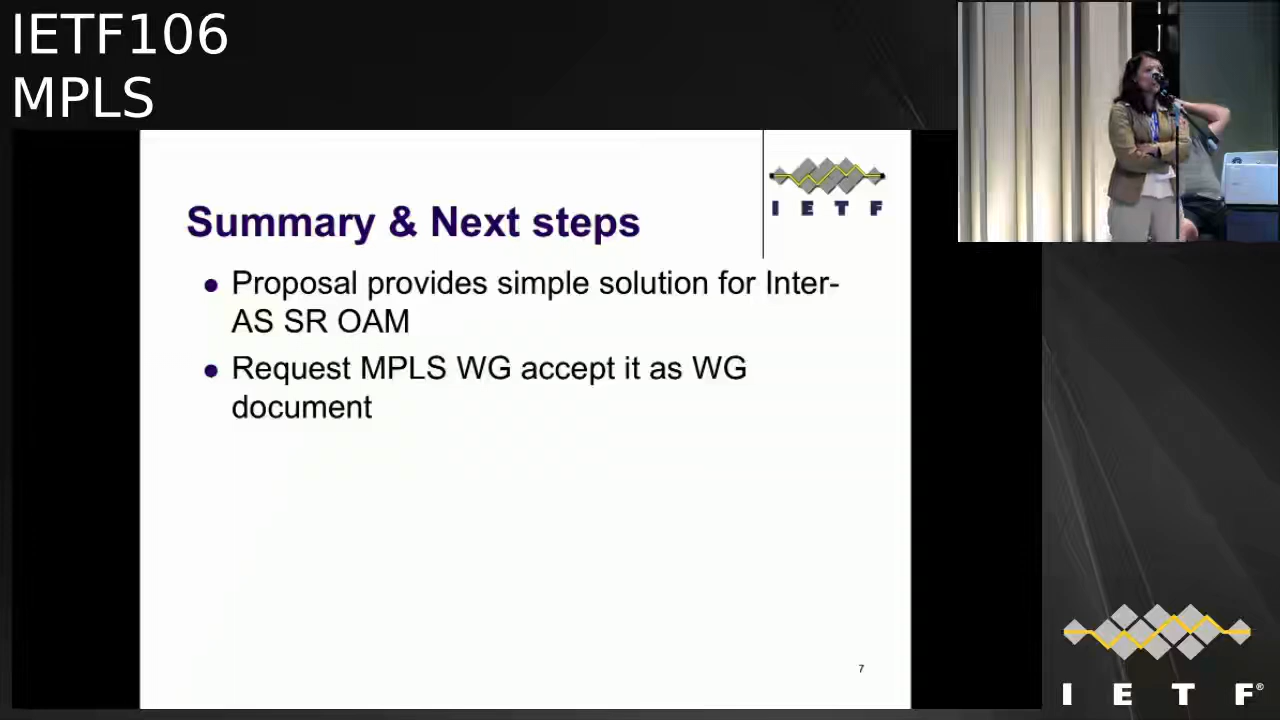 IETF106
MPLS
I E T F
Summary & Next steps
● Proposal provides simple solution for Inter-
AS SR OAM
● Request MPLS WG accept it as WG
document
7
I E T F®